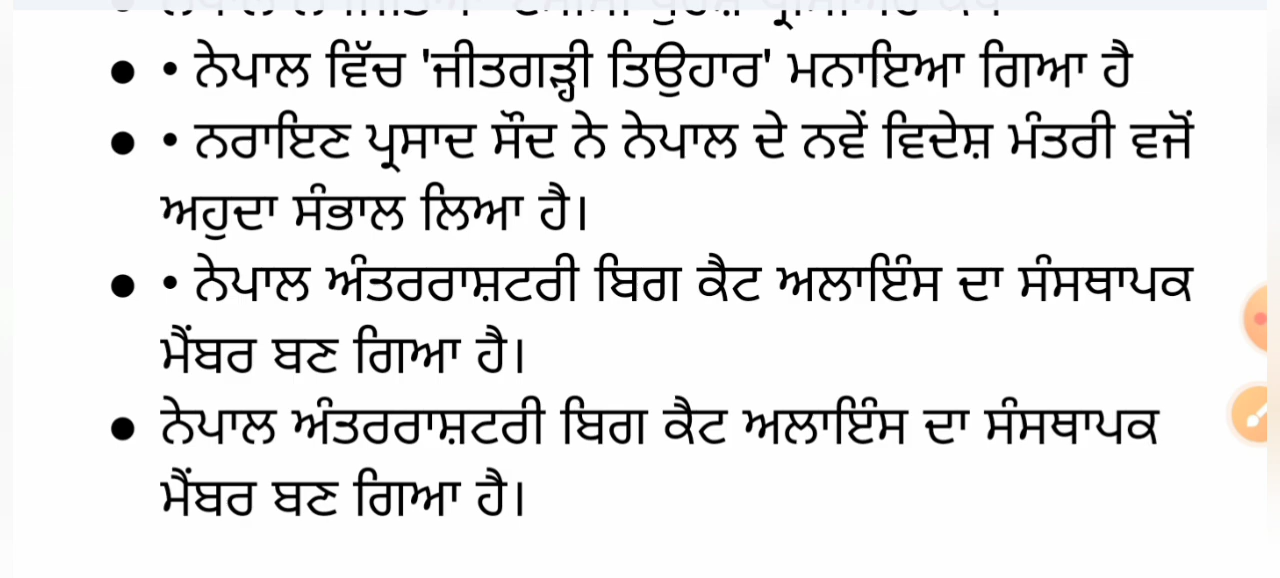 • • ਨੇਪਾਲ ਵਿੱਚ 'ਜੀਤਗੜ੍ਹੀ ਤਿਉਹਾਰ' ਮਨਾਇਆ ਗਿਆ ਹੈ
• • ਨਰਾਇਣ ਪ੍ਰਸਾਦ ਸੌਦ ਨੇ ਨੇਪਾਲ ਦੇ ਨਵੇਂ ਵਿਦੇਸ਼ ਮੰਤਰੀ ਵਜੋਂ
ਅਹੁਦਾ ਸੰਭਾਲ ਲਿਆ ਹੈ।
• • ਨੇਪਾਲ ਅੰਤਰਰਾਸ਼ਟਰੀ ਬਿਗ ਕੈਟ ਅਲਾਇੰਸ ਦਾ ਸੰਸਥਾਪਕ
ਮੈਂਬਰ ਬਣ ਗਿਆ ਹੈ।
• ਨੇਪਾਲ ਅੰਤਰਰਾਸ਼ਟਰੀ ਬਿਗ ਕੈਟ ਅਲਾਇੰਸ ਦਾ ਸੰਸਥਾਪਕ
ਮੈਂਬਰ ਬਣ ਗਿਆ ਹੈ।